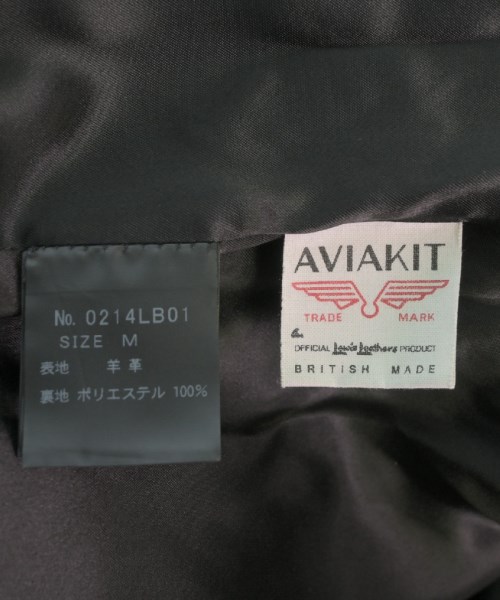 No. 0214LB01
SIZE M
表地 羊革
裏地 ポリエステル 100%
AVIAKIT
TRADE MARK
an
OFFICIAL Lewis Leathers PRODUCT
BRITISH MADE